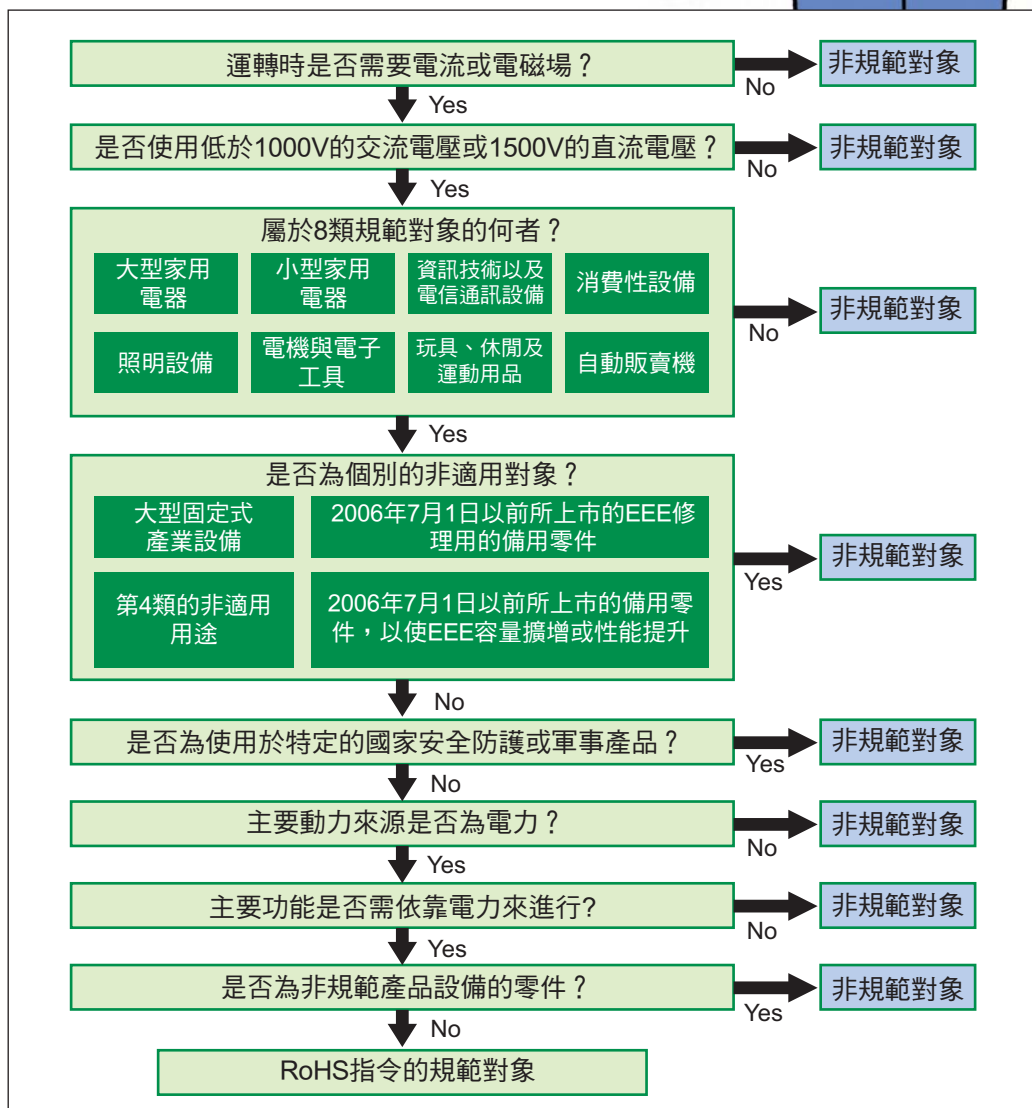 運轉時是否需要電流或電磁場？
No
非規範對象
Yes
是否使用低於1000V的交流電壓或1500V的直流電壓？
No
非規範對象
Yes
屬於8類規範對象的何者？
大型家用
電器
小型家用
電器
資訊技術以及
電信通訊設備
消費性設備
照明設備
電機與電子
工具
玩具、休閒及
運動用品
自動販賣機
No
非規範對象
Yes
是否為個別的非適用對象？
大型固定式
產業設備
2006年7月1日以前所上市的EEE修
理用的備用零件
第4類的非適用
用途
2006年7月1日以前所上市的備用零
件，以使EEE容量擴增或性能提升
Yes
非規範對象
No
是否為使用於特定的國家安全防護或軍事產品？
Yes
非規範對象
No
主要動力來源是否為電力？
No
非規範對象
Yes
主要功能是否需依靠電力來進行?
No
非規範對象
Yes
是否為非規範產品設備的零件？
Yes
非規範對象
No
RoHS指令的規範對象